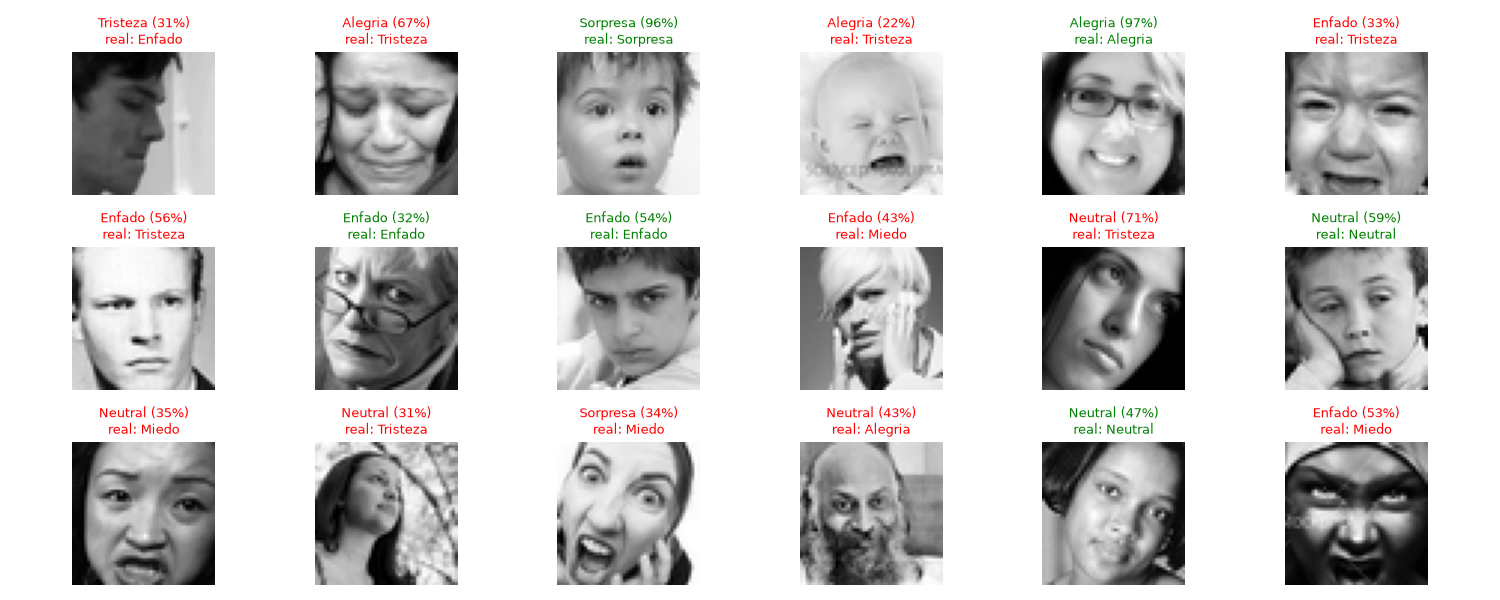 Tristeza (31%)
real: Enfado
Alegria (67%)
real: Tristeza
Sorpresa (96%)
real: Sorpresa
Alegria (22%)
real: Tristeza
Alegria (97%)
real: Alegria
Enfado (33%)
real: Tristeza
Enfado (56%)
real: Tristeza
Enfado (32%)
real: Enfado
Enfado (54%)
real: Enfado
Enfado (43%)
real: Miedo
Neutral (71%)
real: Tristeza
Neutral (59%)
real: Neutral
Neutral (35%)
real: Miedo
Neutral (31%)
real: Tristeza
Sorpresa (34%)
real: Miedo
Neutral (43%)
real: Alegria
Neutral (47%)
real: Neutral
Enfado (53%)
real: Miedo